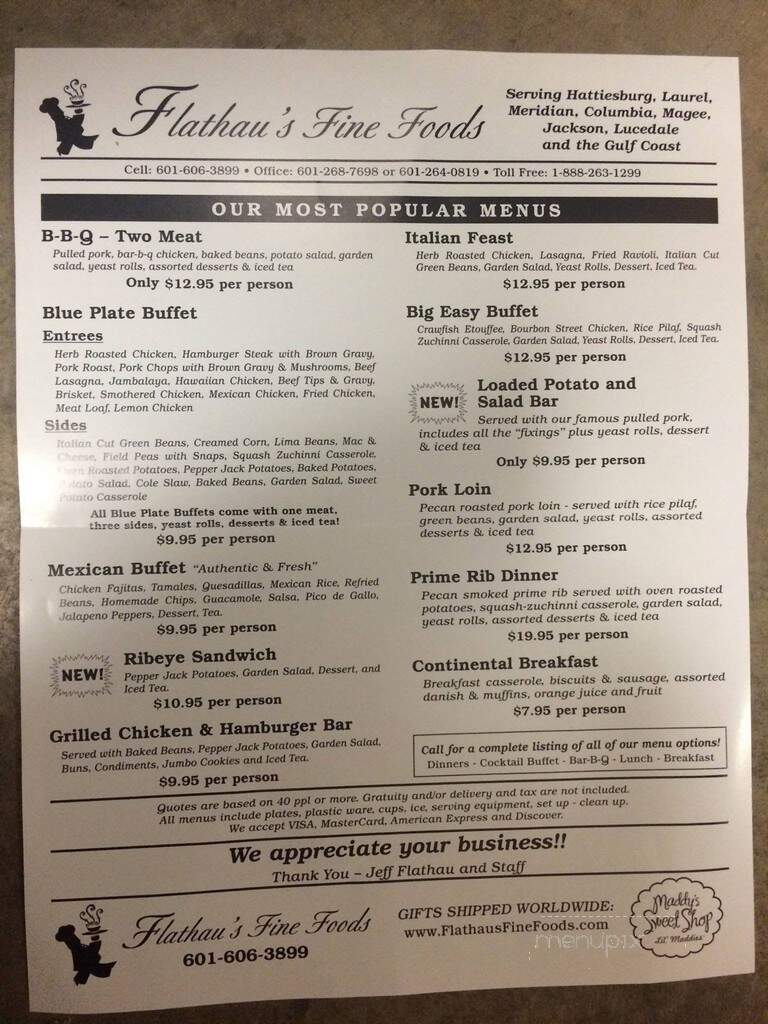 Flathau's Fine Foods
Serving Hattiesburg, Laurel,
Meridian, Columbia, Magee,
Jackson, Lucedale
and the Gulf Coast
Cell: 601-606-3899 • Office: 601-268-7698 or 601-264-0819 • Toll Free: 1-888-263-1299
OUR MOST POPULAR MENUS
B-B-Q – Two Meat
Pulled pork, bar-b-q chicken, baked beans, potato salad, garden
salad, yeast rolls, assorted desserts & iced tea
Only $12.95 per person
Blue Plate Buffet
Entrees
Herb Roasted Chicken, Hamburger Steak with Brown Gravy,
Pork Roast, Pork Chops with Brown Gravy & Mushrooms, Beef
Lasagna, Jambalaya, Hawaiian Chicken, Beef Tips & Gravy,
Brisket, Smothered Chicken, Mexican Chicken, Fried Chicken,
Meat Loaf, Lemon Chicken
Sides
Italian Cut Green Beans, Creamed Corn, Lima Beans, Mac &
Cheese, Field Peas with Snaps, Squash Zuchinni Casserole,
Oven Roasted Potatoes, Pepper Jack Potatoes, Baked Potatoes,
Potato Salad, Cole Slaw, Baked Beans, Garden Salad, Sweet
Potato Casserole
All Blue Plate Buffets come with one meat,
three sides, yeast rolls, desserts & iced tea!
$9.95 per person
Mexican Buffet "Authentic & Fresh"
Chicken Fajitas, Tamales, Quesadillas, Mexican Rice, Refried
Beans, Homemade Chips, Guacamole, Salsa, Pico de Gallo,
Jalapeno Peppers, Dessert, Tea.
$9.95 per person
NEW!
Ribeye Sandwich
Pepper Jack Potatoes, Garden Salad, Dessert, and
Iced Tea.
$10.95 per person
Grilled Chicken & Hamburger Bar
Served with Baked Beans, Pepper Jack Potatoes, Garden Salad,
Buns, Condiments, Jumbo Cookies and Iced Tea.
$9.95 per person
Italian Feast
Herb Roasted Chicken, Lasagna, Fried Ravioli, Italian Cut
Green Beans, Garden Salad, Yeast Rolls, Dessert, Iced Tea.
$12.95 per person
Big Easy Buffet
Crawfish Etouffee, Bourbon Street Chicken, Rice Pilaf, Squash
Zuchinni Casserole, Garden Salad, Yeast Rolls, Dessert, Iced Tea.
$12.95 per person
NEW!
Loaded Potato and
Salad Bar
Served with our famous pulled pork,
includes all the "fixings" plus yeast rolls, dessert
& iced tea
Only $9.95 per person
Pork Loin
Pecan roasted pork loin - served with rice pilaf,
green beans, garden salad, yeast rolls, assorted
desserts & iced tea
$12.95 per person
Prime Rib Dinner
Pecan smoked prime rib served with oven roasted
potatoes, squash-zuchinni casserole, garden salad,
yeast rolls, assorted desserts & iced tea
$19.95 per person
Continental Breakfast
Breakfast casserole, biscuits & sausage, assorted
danish & muffins, orange juice and fruit
$7.95 per person
Call for a complete listing of all of our menu options!
Dinners - Cocktail Buffet - Bar-B-Q - Lunch - Breakfast
Quotes are based on 40 ppl or more. Gratuity and/or delivery and tax are not included.
All menus include plates, plastic ware, cups, ice, serving equipment, set up - clean up.
We accept VISA, MasterCard, American Express and Discover.
We appreciate your business!!
Thank You – Jeff Flathau and Staff
Flathau's Fine Foods
601-606-3899
GIFTS SHIPPED WORLDWIDE:
www.FlathausFineFoods.com
Maddy's
Sweet Shop
Lil' Maddies
menupix